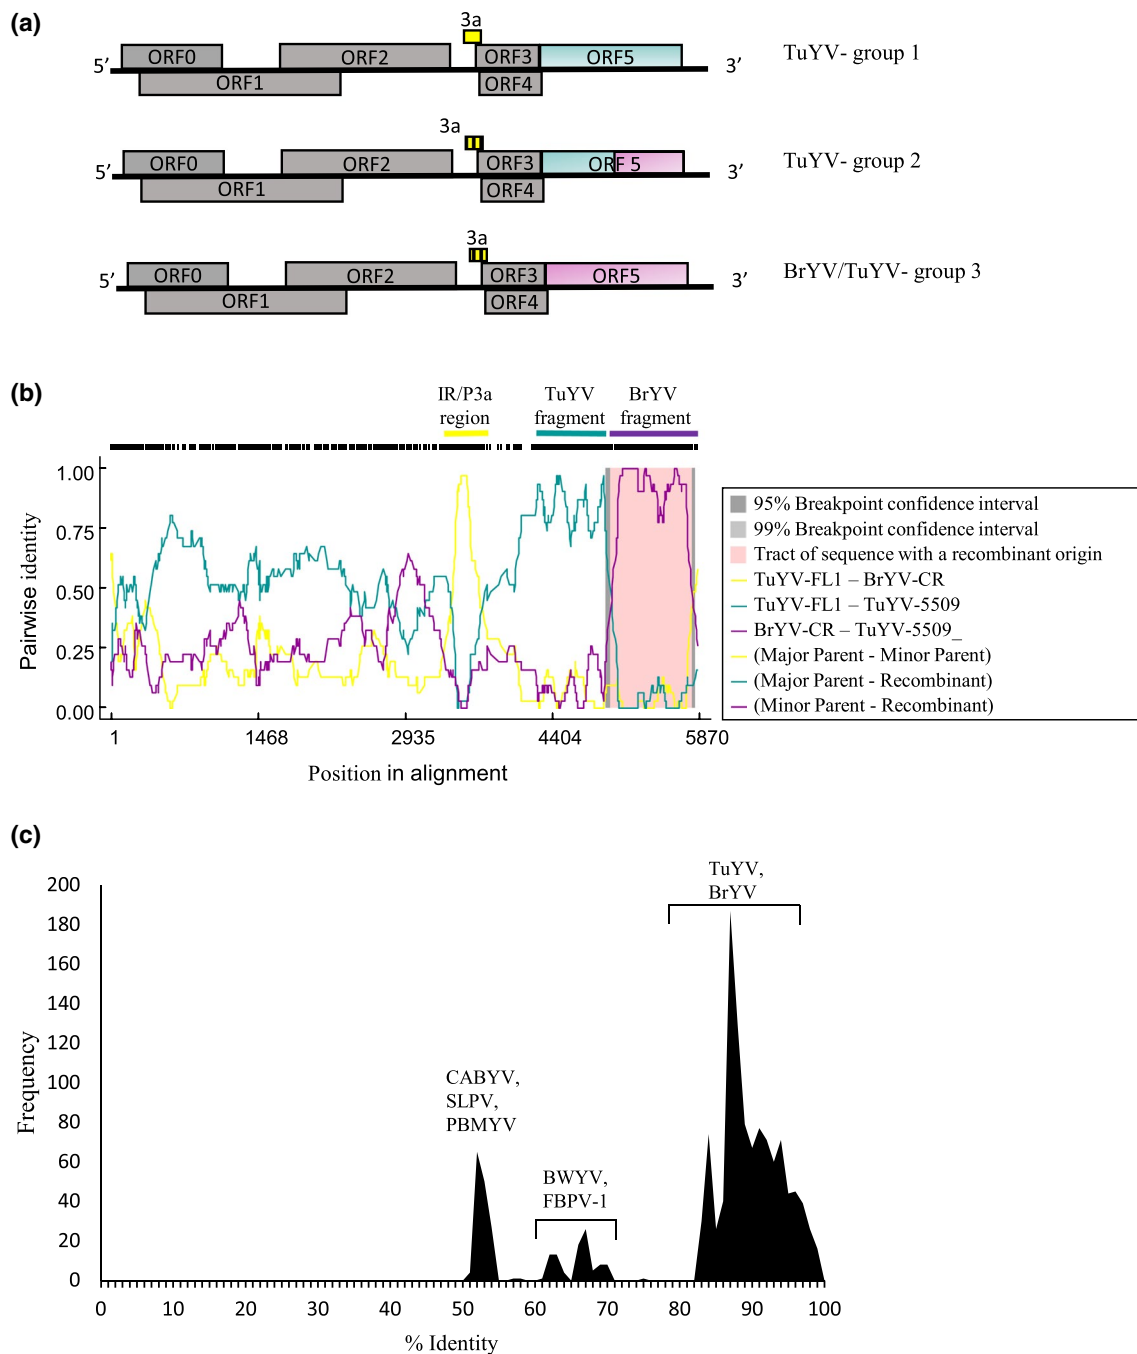 (a)
3a
5’ ORF0 ORF2 ORF3 ORF5 3’ TuYV- group 1
ORF1 ORF4
3a
5’ ORF0 ORF2 ORF3 ORF 5 3’ TuYV- group 2
ORF1 ORF4
3a
5’ ORF0 ORF2 ORF3 ORF5 3’ BrYV/TuYV- group 3
ORF1 ORF4
(b)
IR/P3a
region
TuYV
fragment
BrYV
fragment
Pairwise identity
1.00
0.75
0.50
0.25
0.00
1 1468 2935 4404 5870
Position in alignment
95% Breakpoint confidence interval
99% Breakpoint confidence interval
Tract of sequence with a recombinant origin
TuYV-FL1 – BrYV-CR
TuYV-FL1 – TuYV-5509
BrYV-CR – TuYV-5509_
(Major Parent - Minor Parent)
(Major Parent - Recombinant)
(Minor Parent - Recombinant)
(c)
Frequency
200
180
160
140
120
100
80
60
40
20
0
TuYV,
BrYV
CABYV,
SLPV,
PBMYV
BWYV,
FBPV-1
0 10 20 30 40 50 60 70 80 90 100
% Identity